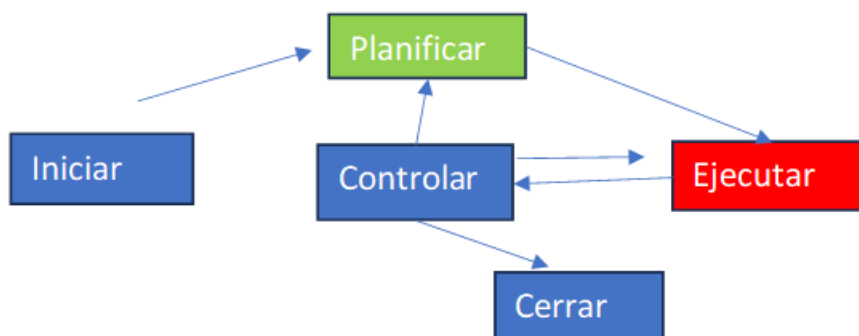 Planificar
Iniciar
Controlar
Ejecutar
Cerrar